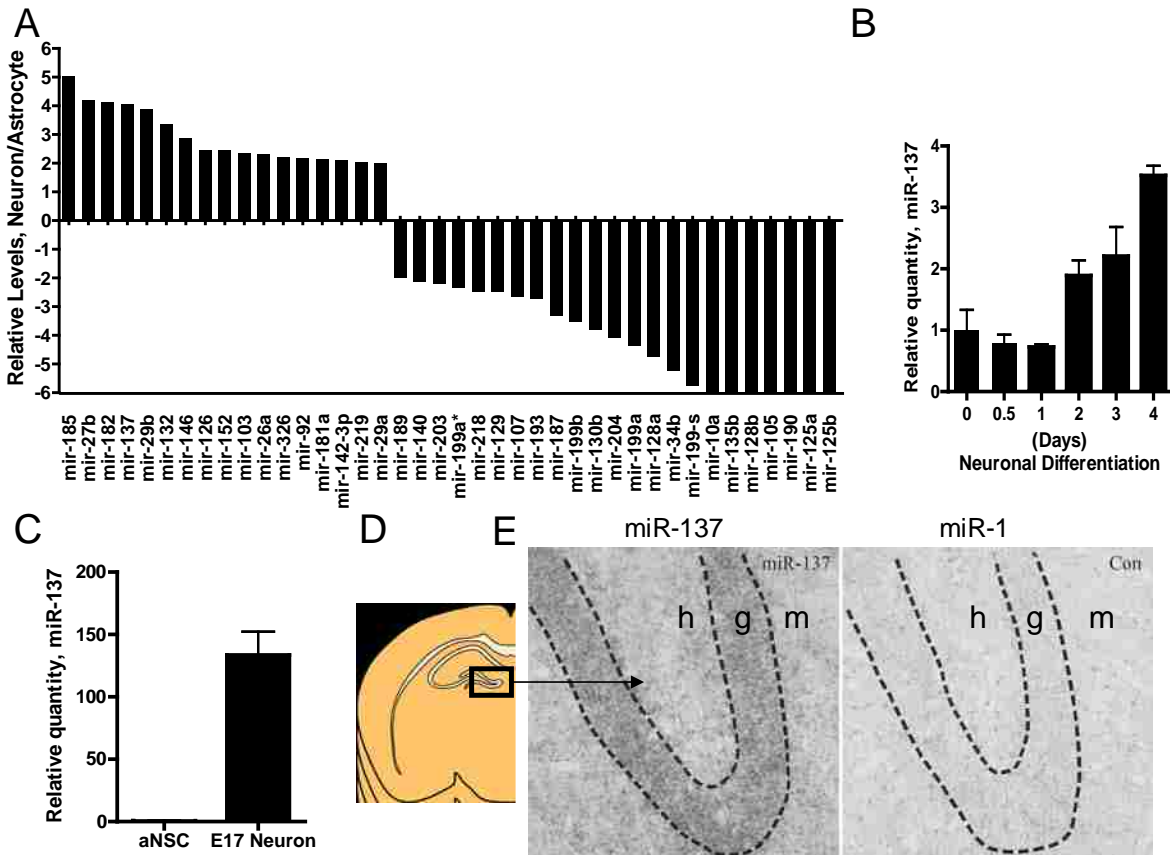 A
Relative Levels, Neuron/Astrocyte
6
5
4
3
2
1
0
-1
-2
-3
-4
-5
-6
mir-185
mir-27b
mir-182
mir-137
mir-29b
mir-132
mir-146
mir-126
mir-152
mir-103
mir-26a
mir-326
mir-92
mir-181a
mir-142-3p
mir-219
mir-29a
mir-189
mir-140
mir-203
mir-199a*
mir-218
mir-129
mir-107
mir-193
mir-187
mir-199b
mir-130b
mir-204
mir-199a
mir-128a
mir-34b
mir-199-s
mir-10a
mir-135b
mir-128b
mir-105
mir-190
mir-125a
mir-125b
B
Relative quantity, miR-137
4
3
2
1
0
0 0.5 1 2 3 4
(Days)
Neuronal Differentiation
C
Relative quantity, miR-137
200
150
100
50
0
aNSC E17 Neuron
D
E
miR-137
miR-137
h g m
miR-1
Con
h g m